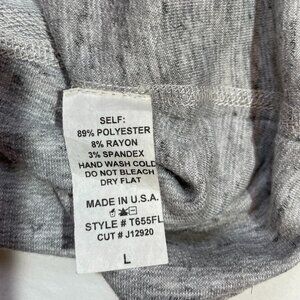 SELF:
89% POLYESTER
8% RAYON
3% SPANDEX
HAND WASH COLD
DO NOT BLEACH
DRY FLAT
MADE IN U.S.A.
STYLE # T655FL
CUT # J12920
L